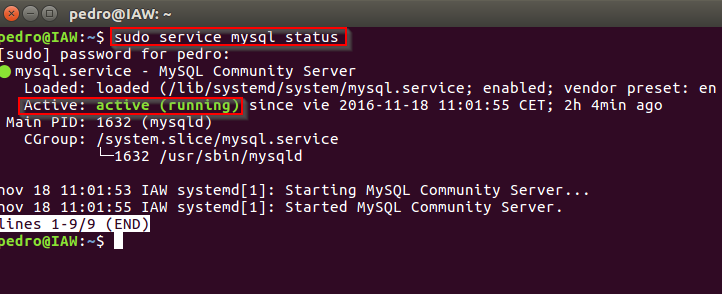 pedro@IAW: ~
pedro@IAW:~$ sudo service mysql status
[sudo] password for pedro:
● mysql.service - MySQL Community Server
   Loaded: loaded (/lib/systemd/system/mysql.service; enabled; vendor preset: en
   Active: active (running) since vie 2016-11-18 11:01:55 CET; 2h 4min ago
 Main PID: 1632 (mysqld)
   CGroup: /system.slice/mysql.service
           └─1632 /usr/sbin/mysqld
nov 18 11:01:53 IAW systemd[1]: Starting MySQL Community Server...
nov 18 11:01:55 IAW systemd[1]: Started MySQL Community Server.
lines 1-9/9 (END)
pedro@IAW:~$